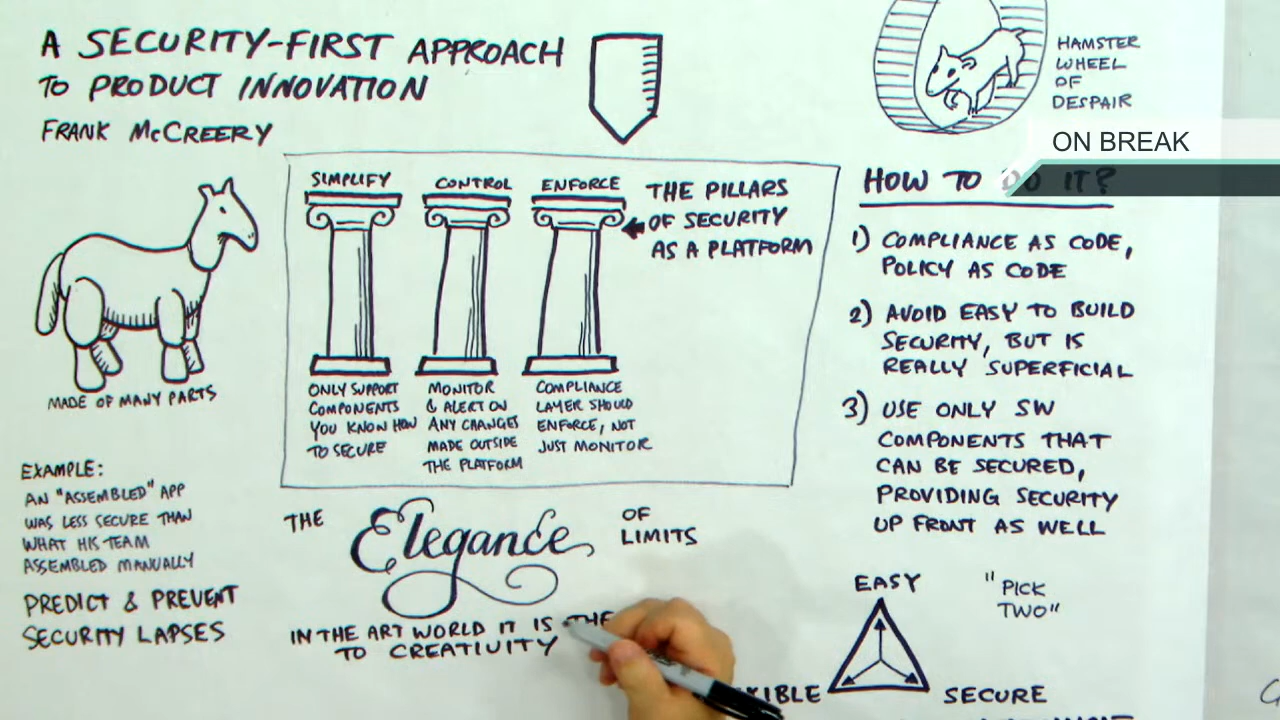 A SECURITY-FIRST APPROACH
TO PRODUCT INNOVATION
FRANK McCREERY
HAMSTER
WHEEL
OF
DESPAIR
ON BREAK
MADE OF MANY PARTS
EXAMPLE:
AN "ASSEMBLED" APP
WAS LESS SECURE THAN
WHAT HIS TEAM
ASSEMBLED MANUALLY
PREDICT & PREVENT
SECURITY LAPSES
SIMPLIFY
ONLY SUPPORT
COMPONENTS
YOU KNOW HOW
TO SECURE
CONTROL
MONITOR
& ALERT ON
ANY CHANGES
MADE OUTSIDE
THE PLATFORM
ENFORCE
COMPLIANCE
LAYER SHOULD
ENFORCE, NOT
JUST MONITOR
THE PILLARS
OF SECURITY
AS A PLATFORM
THE Elegance OF
LIMITS
IN THE ART WORLD IT IS THE
TO CREATIVITY
HOW TO DO IT?
1) COMPLIANCE AS CODE,
POLICY AS CODE
2) AVOID EASY TO BUILD
SECURITY, BUT IS
REALLY SUPERFICIAL
3) USE ONLY SW
COMPONENTS THAT
CAN BE SECURED,
PROVIDING SECURITY
UP FRONT AS WELL
EASY
"PICK
TWO"
SECURE